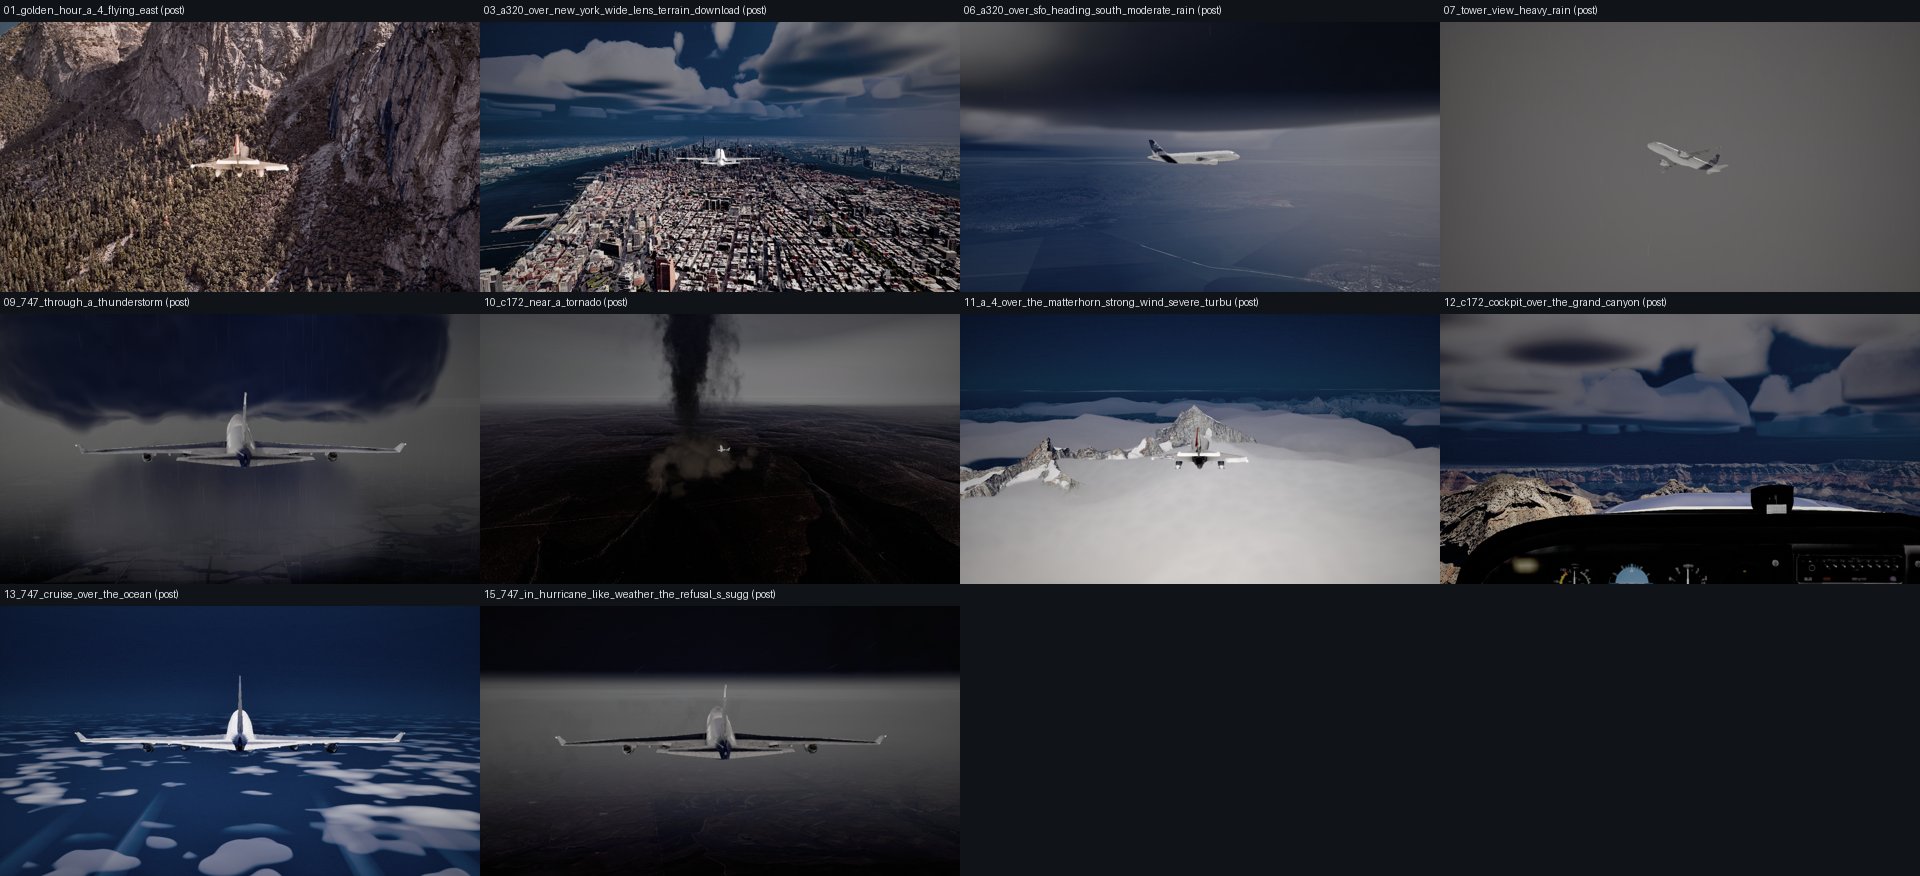 01_golden_hour_a_4_flying_east (post)
03_a320_over_new_york_wide_lens_terrain_download (post)
06_a320_over_sfo_heading_south_moderate_rain (post)
07_tower_view_heavy_rain (post)
09_747_through_a_thunderstorm (post)
10_c172_near_a_tornado (post)
11_a_4_over_the_matterhorn_strong_wind_severe_turbu (post)
12_c172_cockpit_over_the_grand_canyon (post)
13_747_cruise_over_the_ocean (post)
15_747_in_hurricane_like_weather_the_refusal_s_sugg (post)